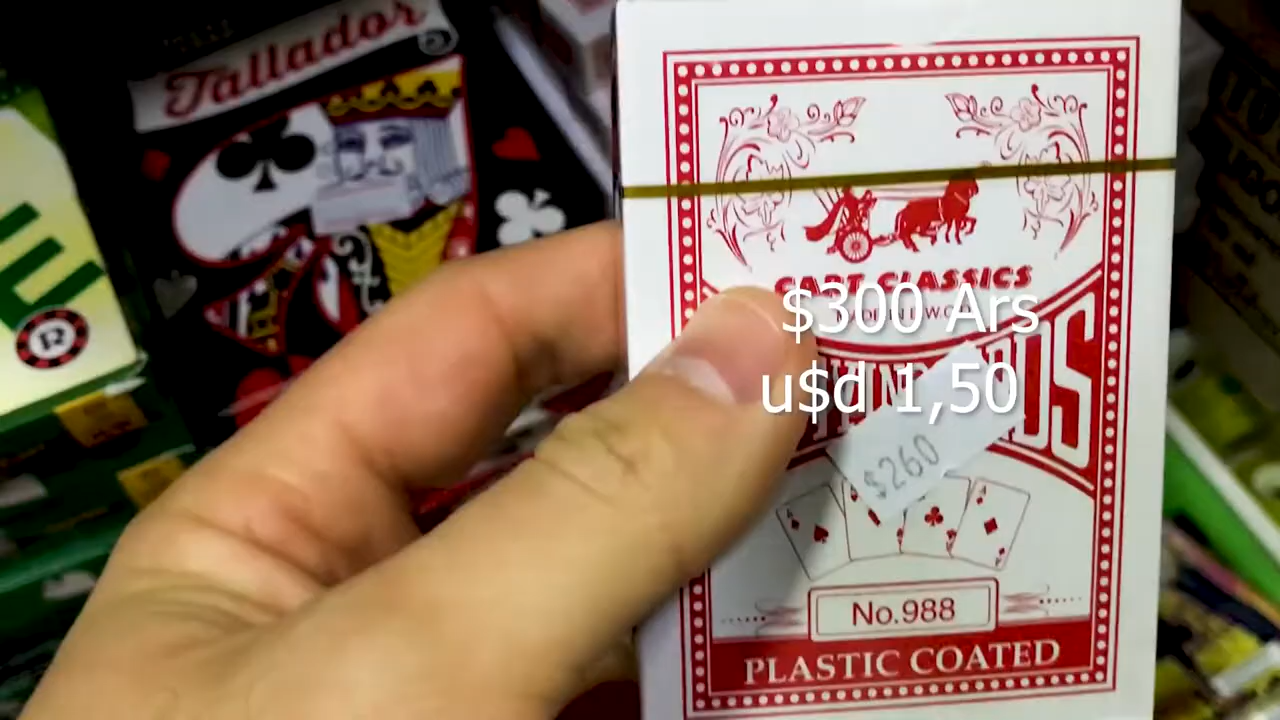 Tallador
CART CLASSICS
$300 Ars
u$d 1,50
$260
No.988
PLASTIC COATED